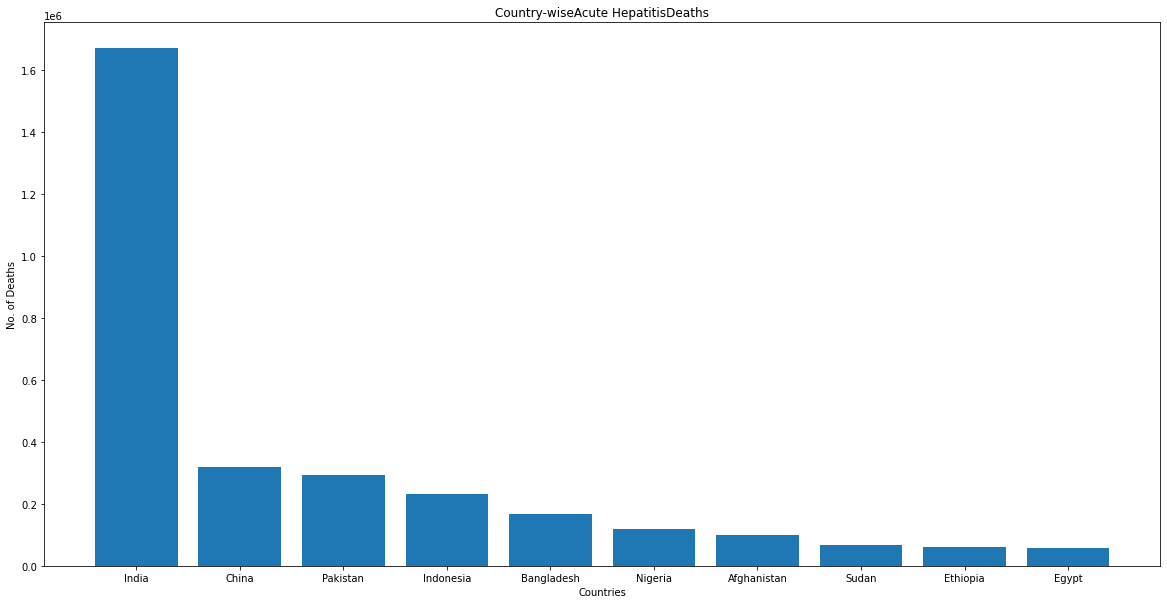 Country-wiseAcute HepatitisDeaths
1e6
1.6
1.4
1.2
1.0
0.8
0.6
0.4
0.2
0.0
No. of Deaths
India China Pakistan Indonesia Bangladesh Nigeria Afghanistan Sudan Ethiopia Egypt
Countries